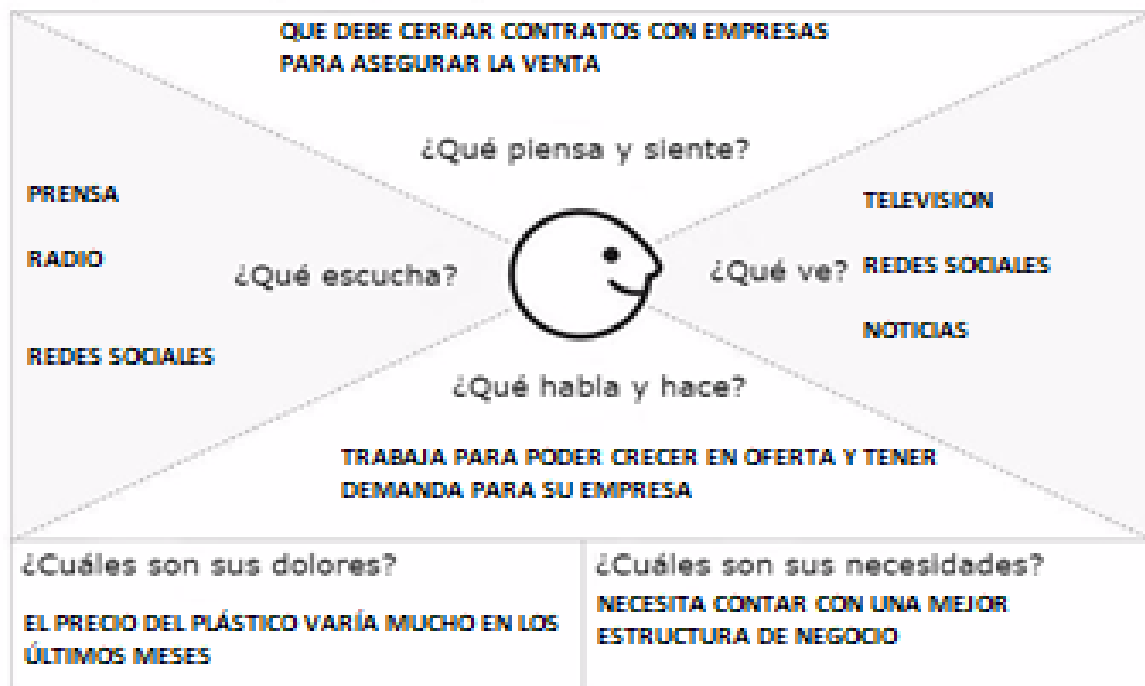 QUE DEBE CERRAR CONTRATOS CON EMPRESAS
PARA ASEGURAR LA VENTA
¿Qué piensa y siente?
PRENSA
RADIO
¿Qué escucha?
REDES SOCIALES
¿Qué ve?
TELEVISION
REDES SOCIALES
NOTICIAS
¿Qué habla y hace?
TRABAJA PARA PODER CRECER EN OFERTA Y TENER
DEMANDA PARA SU EMPRESA
¿Cuáles son sus dolores?
EL PRECIO DEL PLÁSTICO VARÍA MUCHO EN LOS
ÚLTIMOS MESES
¿Cuáles son sus necesidades?
NECESITA CONTAR CON UNA MEJOR
ESTRUCTURA DE NEGOCIO